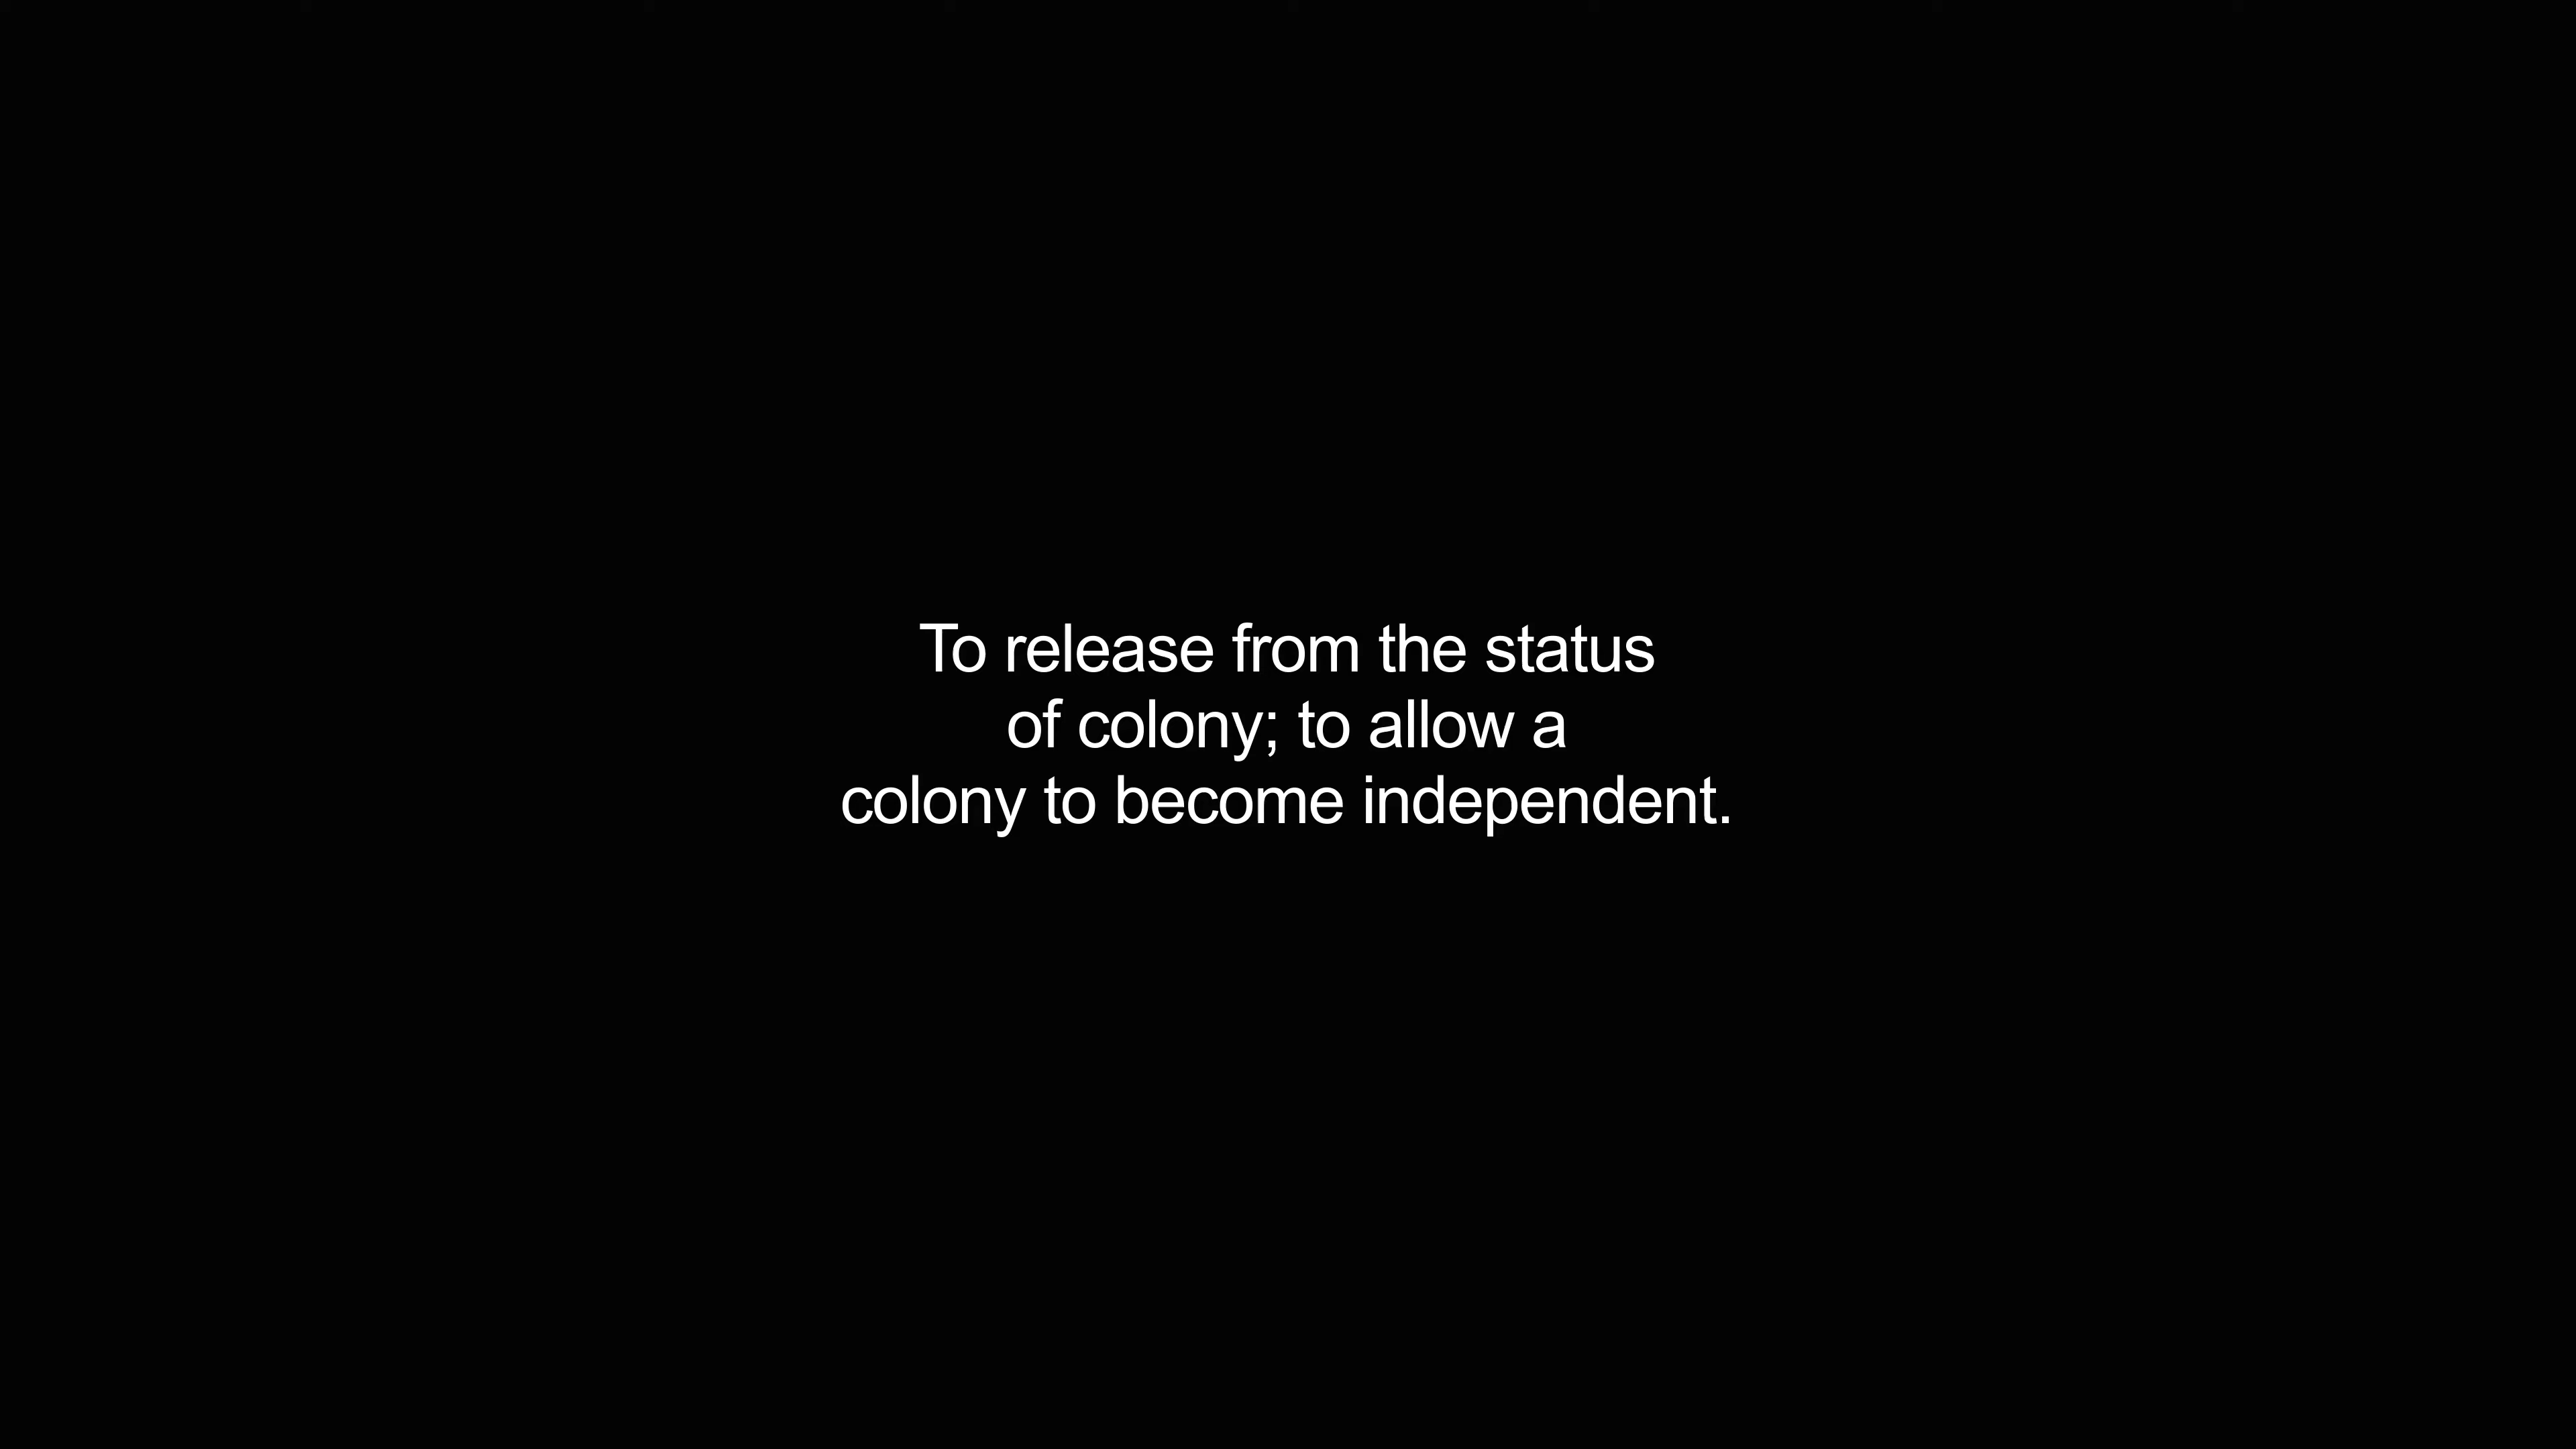 To release from the status
of colony; to allow a
colony to become independent.